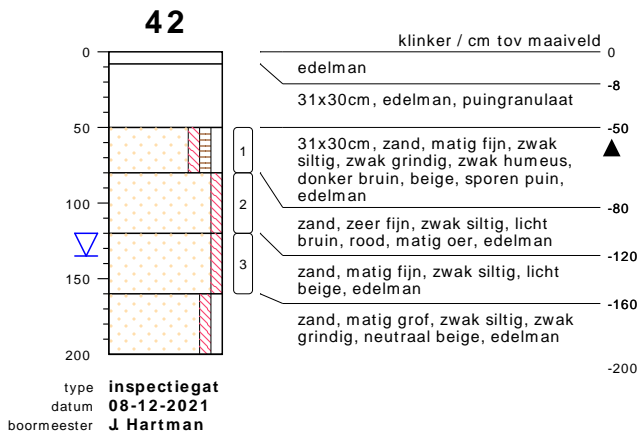 42
klinker / cm tov maaiveld
0
0
edelman
-8
31x30cm, edelman, puingranulaat
50
-50
31x30cm, zand, matig fijn, zwak
siltig, zwak grindig, zwak humeus,
donker bruin, beige, sporen puin,
edelman
1
-80
100
2
zand, zeer fijn, zwak siltig, licht
bruin, rood, matig oer, edelman
-120
zand, matig fijn, zwak siltig, licht
beige, edelman
3
150
-160
zand, matig grof, zwak siltig, zwak
grindig, neutraal beige, edelman
200
-200
type inspectiegat
datum 08-12-2021
boormeester J. Hartman